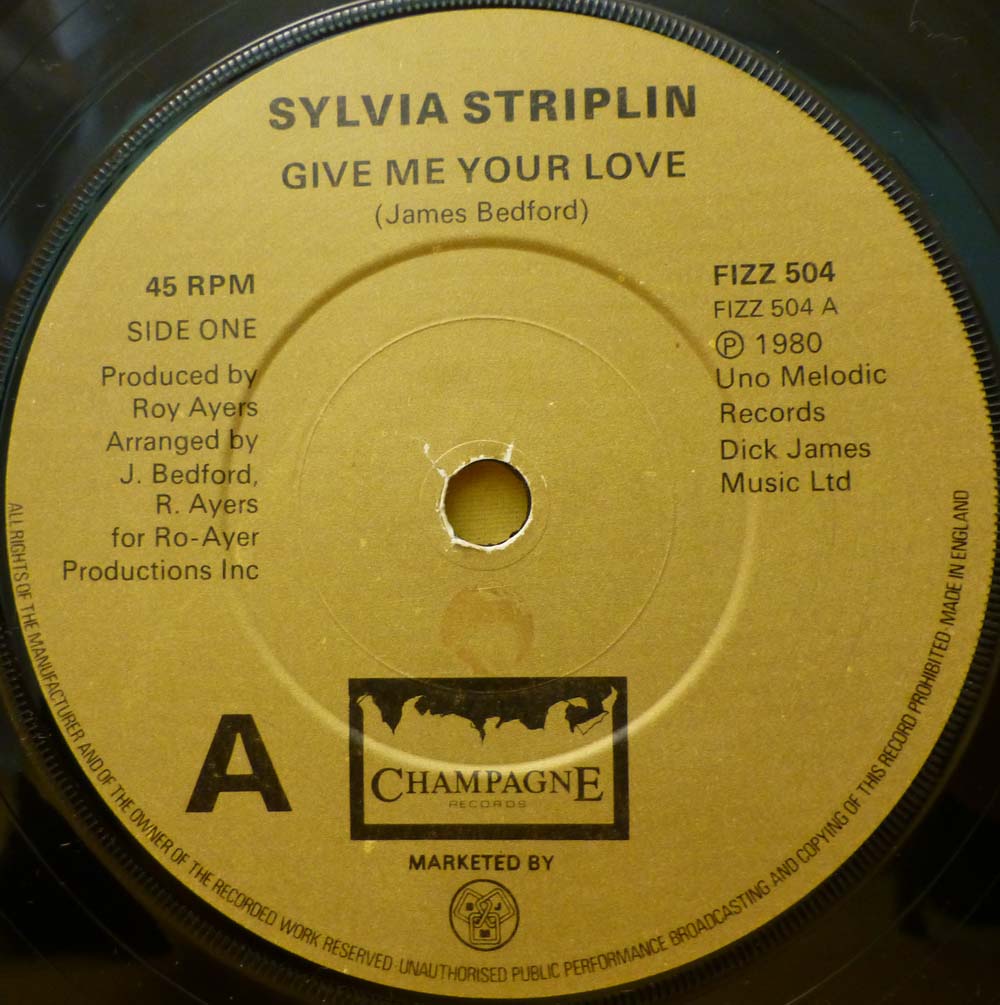 SYLVIA STRIPLIN
GIVE ME YOUR LOVE
(James Bedford)
45 RPM
SIDE ONE
Produced by
Roy Ayers
Arranged by
J. Bedford,
R. Ayers
for Ro-Ayer
Productions Inc
FIZZ 504
FIZZ 504 A
℗ 1980
Uno Melodic
Records
Dick James
Music Ltd
A
CHAMPAGNE
RECORDS
MARKETED BY
ALL RIGHTS OF THE MANUFACTURER AND OF THE OWNER OF THE RECORDED WORK RESERVED · UNAUTHORISED PUBLIC PERFORMANCE BROADCASTING AND COPYING OF THIS RECORD PROHIBITED · MADE IN ENGLAND